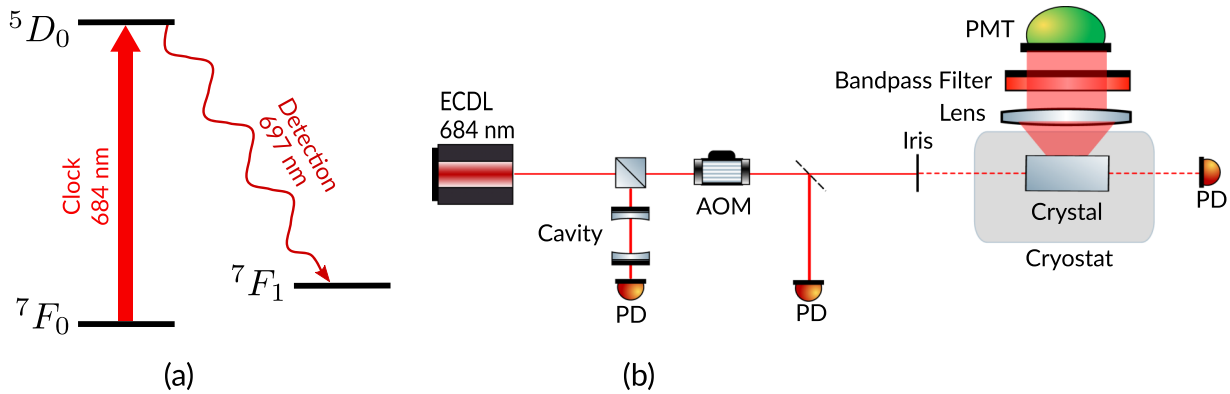 ⁵D₀
Clock
684 nm
Detection
697 nm
⁷F₁
⁷F₀
(a)
ECDL
684 nm
Cavity
PD
AOM
PD
Iris
PMT
Bandpass Filter
Lens
Crystal
Cryostat
PD
(b)